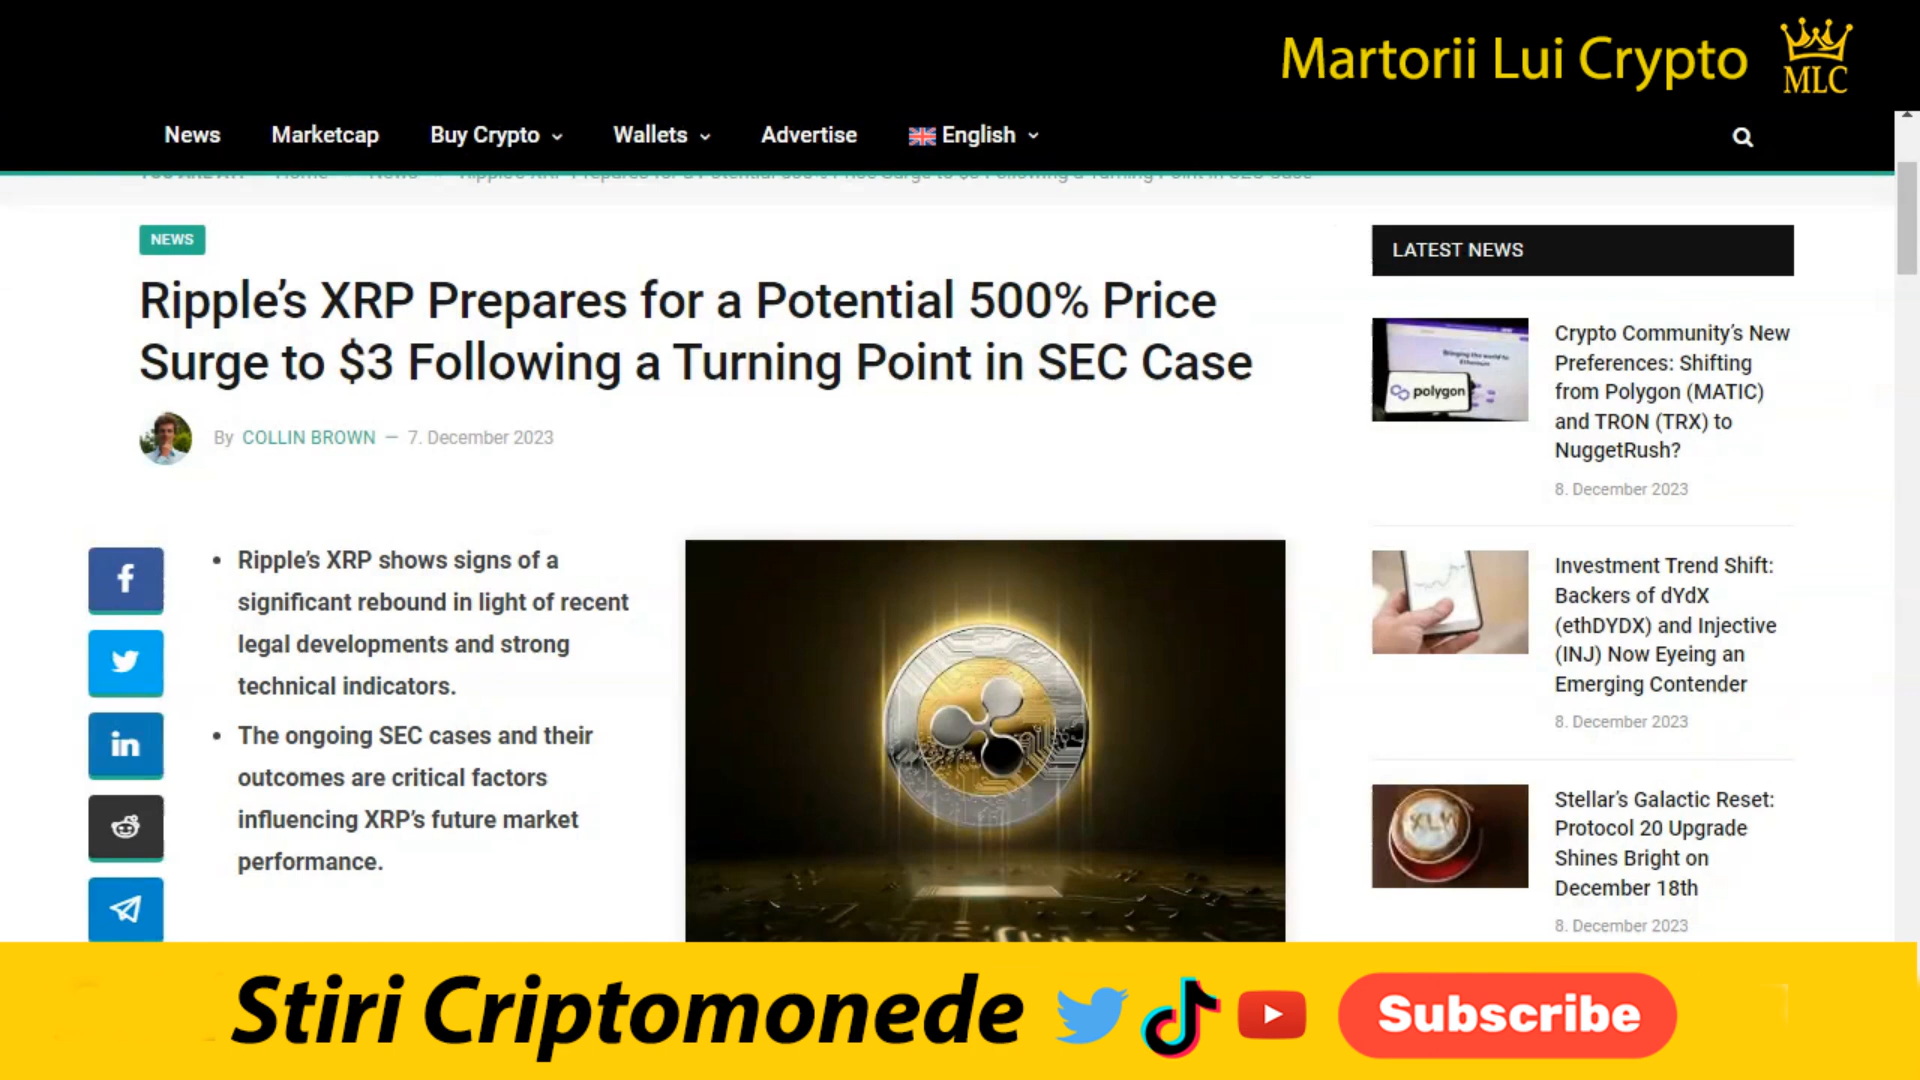 Martorii Lui Crypto
MLC
News Marketcap Buy Crypto Wallets Advertise English
NEWS
Ripple’s XRP Prepares for a Potential 500% Price
Surge to $3 Following a Turning Point in SEC Case
By COLLIN BROWN — 7. December 2023
Ripple’s XRP shows signs of a
significant rebound in light of recent
legal developments and strong
technical indicators.
The ongoing SEC cases and their
outcomes are critical factors
influencing XRP’s future market
performance.
LATEST NEWS
Bringing the world to
Ethereum
polygon
Crypto Community’s New
Preferences: Shifting
from Polygon (MATIC)
and TRON (TRX) to
NuggetRush?
8. December 2023
Investment Trend Shift:
Backers of dYdX
(ethDYDX) and Injective
(INJ) Now Eyeing an
Emerging Contender
8. December 2023
XLM
Stellar’s Galactic Reset:
Protocol 20 Upgrade
Shines Bright on
December 18th
8. December 2023
Stiri Criptomonede
Subscribe